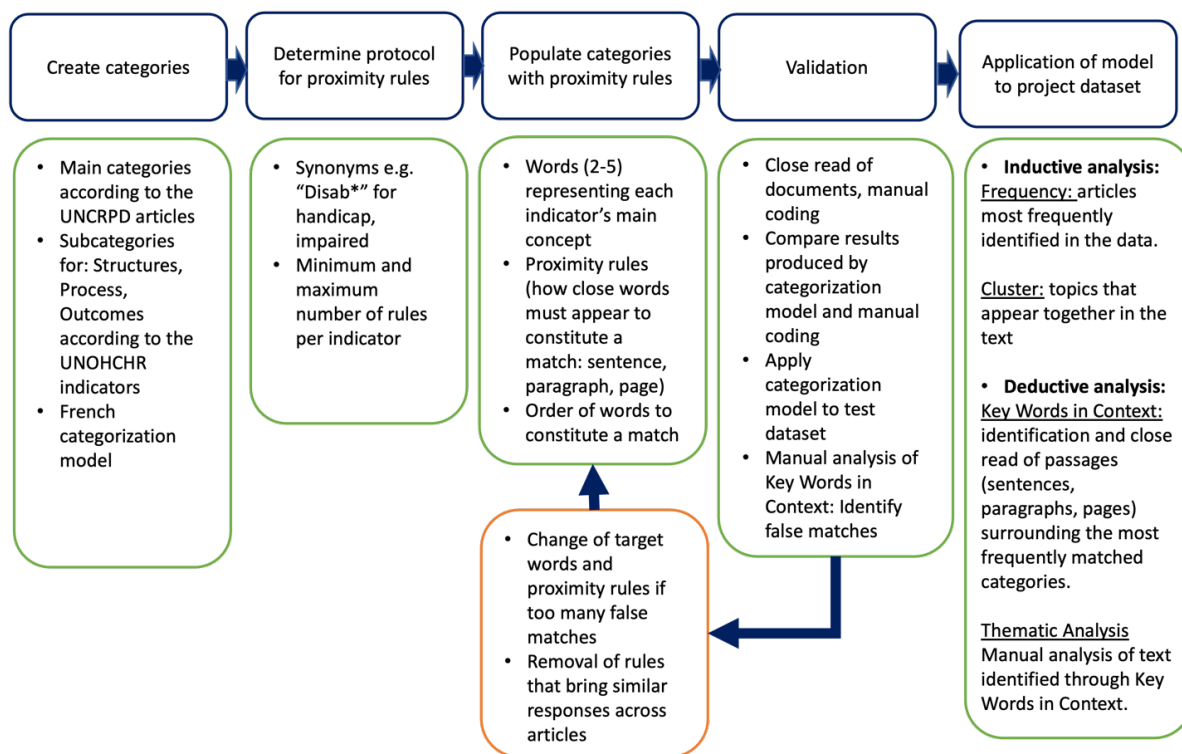 Create categories
Determine protocol
for proximity rules
Populate categories
with proximity rules
Validation
Application of model
to project dataset
• Main categories
according to the
UNCRPD articles
• Subcategories
for: Structures,
Process,
Outcomes
according to the
UNOHCHR
indicators
• French
categorization
model
• Synonyms e.g.
“Disab*” for
handicap,
impaired
• Minimum and
maximum
number of rules
per indicator
• Words (2-5)
representing each
indicator’s main
concept
• Proximity rules
(how close words
must appear to
constitute a
match: sentence,
paragraph, page)
• Order of words to
constitute a match
• Close read of
documents, manual
coding
• Compare results
produced by
categorization
model and manual
coding
• Apply
categorization
model to test
dataset
• Manual analysis of
Key Words in
Context: Identify
false matches
• Change of target
words and
proximity rules if
too many false
matches
• Removal of rules
that bring similar
responses across
articles
• Inductive analysis:
Frequency: articles
most frequently
identified in the data.
Cluster: topics that
appear together in the
text
• Deductive analysis:
Key Words in Context:
identification and close
read of passages
(sentences,
paragraphs, pages)
surrounding the most
frequently matched
categories.
Thematic Analysis
Manual analysis of text
identified through Key
Words in Context.